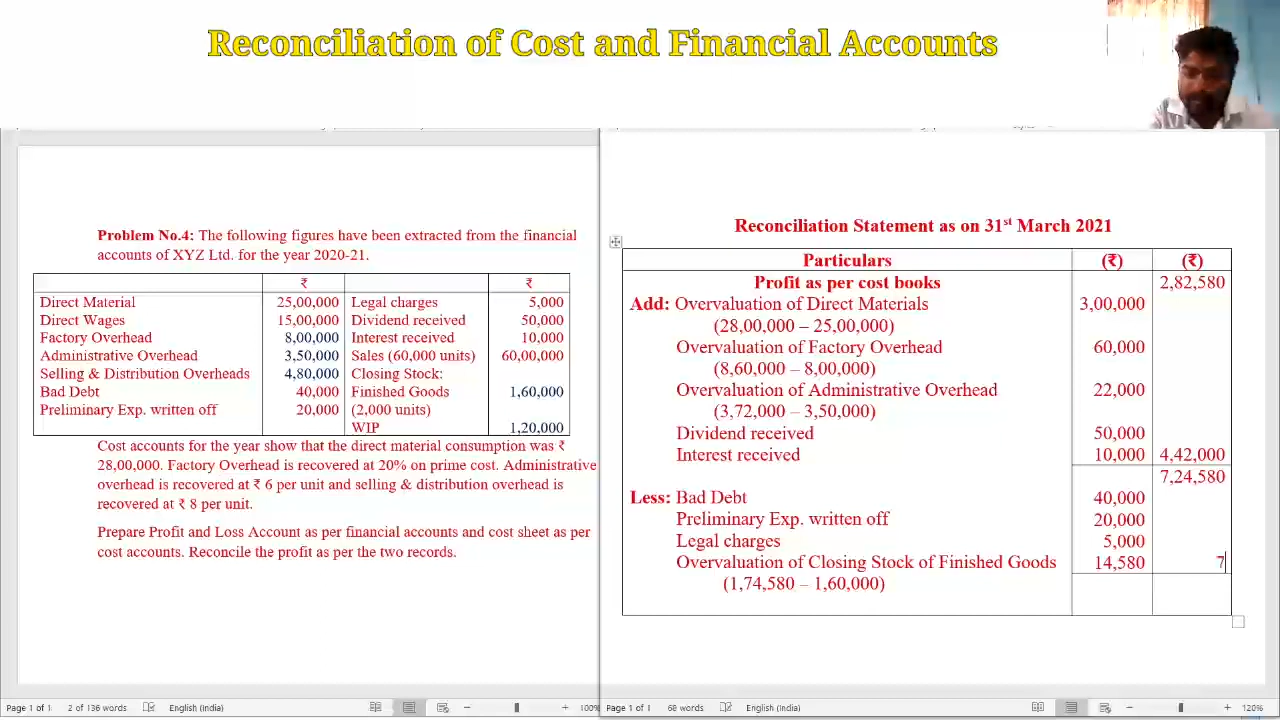 Reconciliation of Cost and Financial Accounts
Problem No.4: The following figures have been extracted from the financial
accounts of XYZ Ltd. for the year 2020-21.
₹ ₹
Direct Material 25,00,000 Legal charges 5,000
Direct Wages 15,00,000 Dividend received 50,000
Factory Overhead 8,00,000 Interest received 10,000
Administrative Overhead 3,50,000 Sales (60,000 units) 60,00,000
Selling & Distribution Overheads 4,80,000 Closing Stock:
Bad Debt 40,000 Finished Goods 1,60,000
Preliminary Exp. written off 20,000 (2,000 units)
WIP 1,20,000
Cost accounts for the year show that the direct material consumption was ₹
28,00,000. Factory Overhead is recovered at 20% on prime cost. Administrative
overhead is recovered at ₹ 6 per unit and selling & distribution overhead is
recovered at ₹ 8 per unit.
Prepare Profit and Loss Account as per financial accounts and cost sheet as per
cost accounts. Reconcile the profit as per the two records.
Page 1 of 1 2 of 136 words English (India) 100%
Reconciliation Statement as on 31st March 2021
Particulars (₹) (₹)
Profit as per cost books 2,82,580
Add: Overvaluation of Direct Materials 3,00,000
(28,00,000 – 25,00,000)
Overvaluation of Factory Overhead 60,000
(8,60,000 – 8,00,000)
Overvaluation of Administrative Overhead 22,000
(3,72,000 – 3,50,000)
Dividend received 50,000
Interest received 10,000 4,42,000
7,24,580
Less: Bad Debt 40,000
Preliminary Exp. written off 20,000
Legal charges 5,000
Overvaluation of Closing Stock of Finished Goods 14,580 7
(1,74,580 – 1,60,000)
Page 1 of 1 68 words English (India) 120%